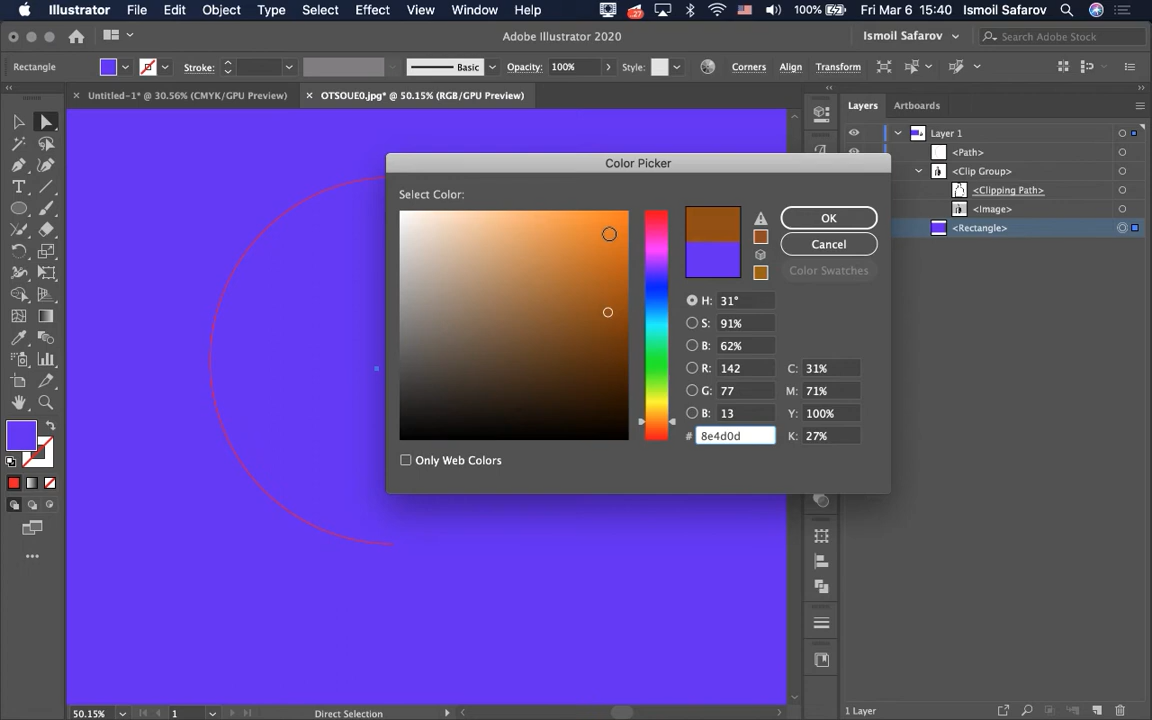 Illustrator File Edit Object Type Select Effect View Window Help 27 100% Fri Mar 6 15:40 Ismoil Safarov
Adobe Illustrator 2020 Ismoil Safarov Search Adobe Stock
Rectangle Stroke: Basic Opacity: 100% Style: Corners Align Transform
Untitled-1* @ 30.56% (CMYK/GPU Preview) OTSOUE0.jpg* @ 50.15% (RGB/GPU Preview) Layers Artboards
Layer 1
<Path>
<Clip Group>
<Clipping Path>
<Image>
<Rectangle>
Color Picker
Select Color:
OK
Cancel
Color Swatches
H: 31°
S: 91%
B: 62%
R: 142 C: 31%
G: 77 M: 71%
B: 13 Y: 100%
# 8e4d0d K: 27%
Only Web Colors
50.15% 1 Direct Selection 1 Layer